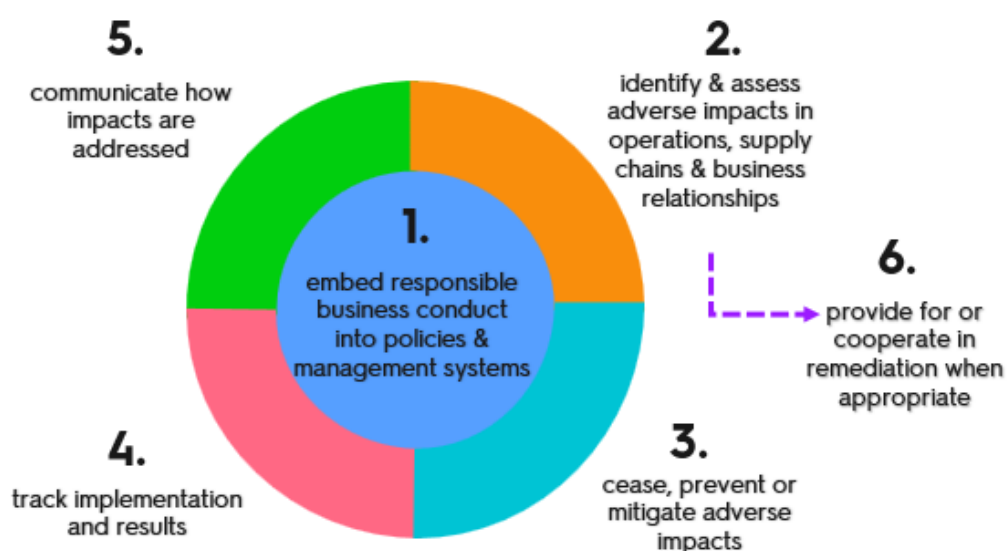 5.
communicate how
impacts are
addressed
2.
identify & assess
adverse impacts in
operations, supply
chains & business
relationships
1.
embed responsible
business conduct
into policies &
management systems
6.
provide for or
cooperate in
remediation when
appropriate
4.
track implementation
and results
3.
cease, prevent or
mitigate adverse
impacts